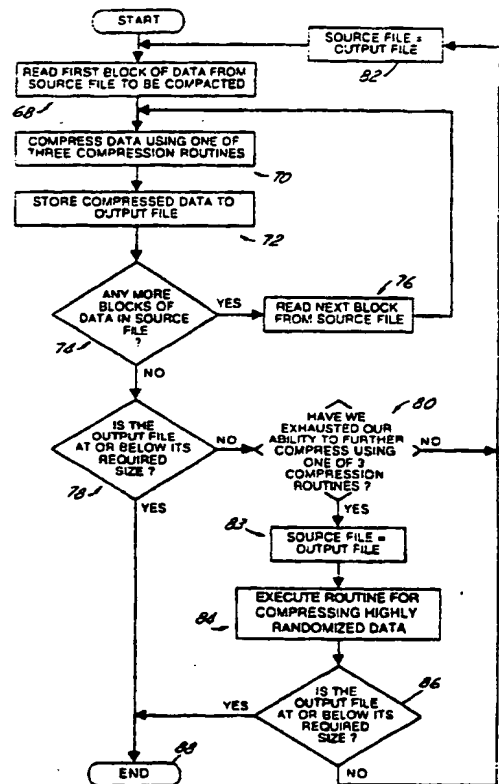 START
SOURCE FILE =
OUTPUT FILE
82
READ FIRST BLOCK OF DATA FROM
SOURCE FILE TO BE COMPACTED
68
COMPRESS DATA USING ONE OF
THREE COMPRESSION ROUTINES
70
STORE COMPRESSED DATA TO
OUTPUT FILE
72
ANY MORE
BLOCKS OF
DATA IN SOURCE
FILE
?
74
YES
76
READ NEXT BLOCK
FROM SOURCE FILE
NO
IS THE
OUTPUT FILE
AT OR BELOW ITS
REQUIRED
SIZE ?
78
NO
YES
80
HAVE WE
EXHAUSTED OUR
ABILITY TO FURTHER
COMPRESS USING
ONE OF 3
COMPRESSION
ROUTINES ?
NO
YES
83
SOURCE FILE =
OUTPUT FILE
EXECUTE ROUTINE FOR
COMPRESSING HIGHLY
RANDOMIZED DATA
84
86
IS THE
OUTPUT FILE
AT OR BELOW ITS
REQUIRED
SIZE ?
YES
NO
END
88